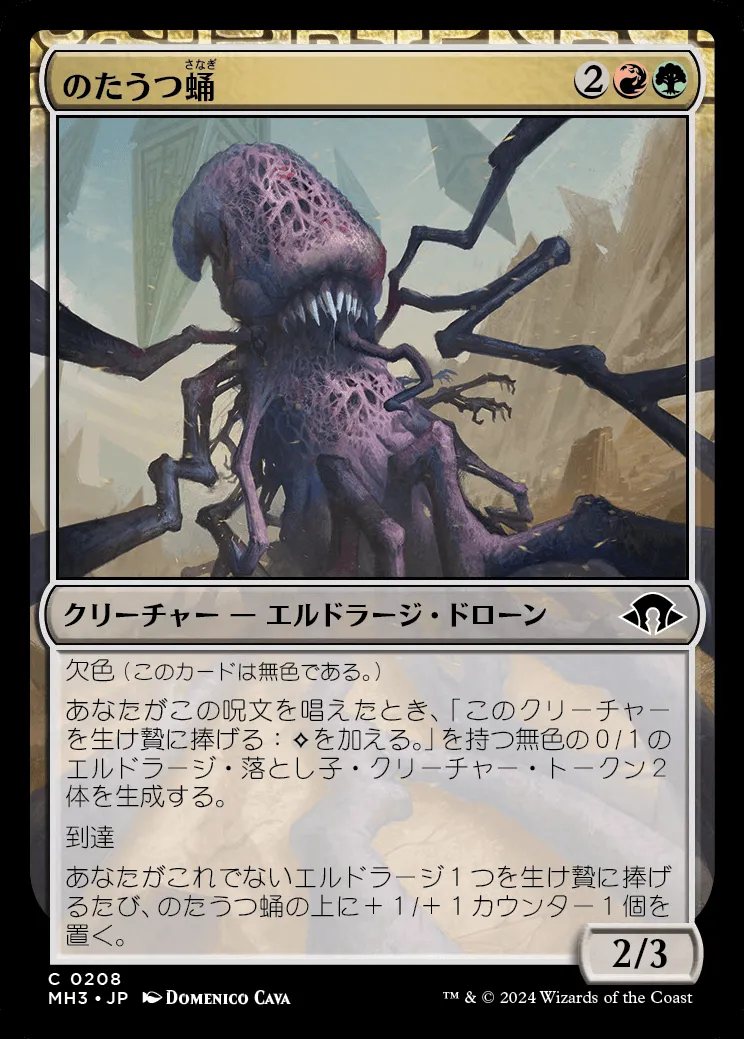 さなぎ
のたうつ蛹 2
クリーチャー — エルドラージ・ドローン
欠色（このカードは無色である。）
あなたがこの呪文を唱えたとき、「このクリーチャー
を生け贄に捧げる：を加える。」を持つ無色の０/１の
エルドラージ・落とし子・クリーチャー・トークン２
体を生成する。
到達
あなたがこれでないエルドラージ１つを生け贄に捧げ
るたび、のたうつ蛹の上に＋１/＋１カウンター１個を
置く。
2/3
C 0208
MH3 • JP Domenico Cava
™ & © 2024 Wizards of the Coast